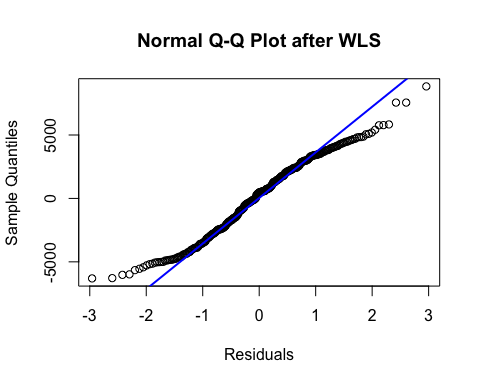 Normal Q-Q Plot after WLS
Sample Quantiles
5000
0
-5000
-3 -2 -1 0 1 2 3
Residuals